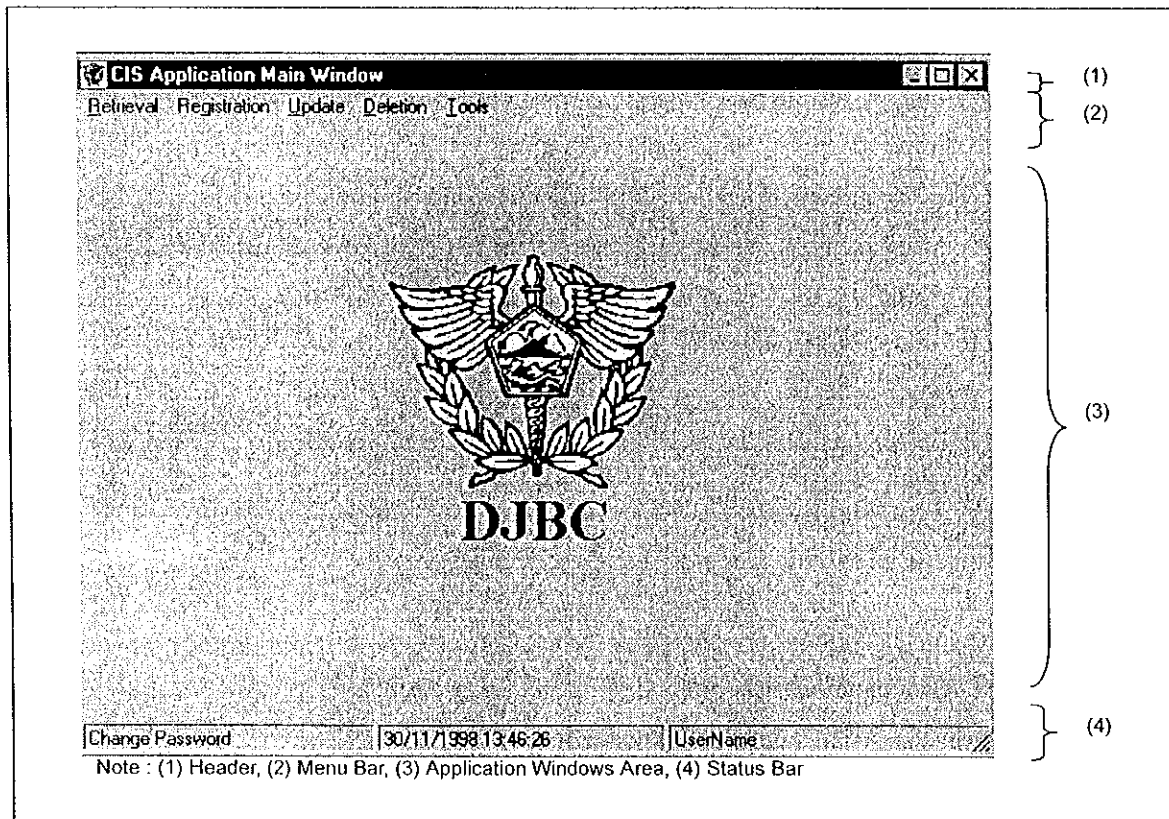 CIS Application Main Window
(1)
Retrieval Registration Update Deletion Tools
(2)
(3)
DJBC
Change Password 30/11/1998 13:46:26 UserName
(4)
Note : (1) Header, (2) Menu Bar, (3) Application Windows Area, (4) Status Bar